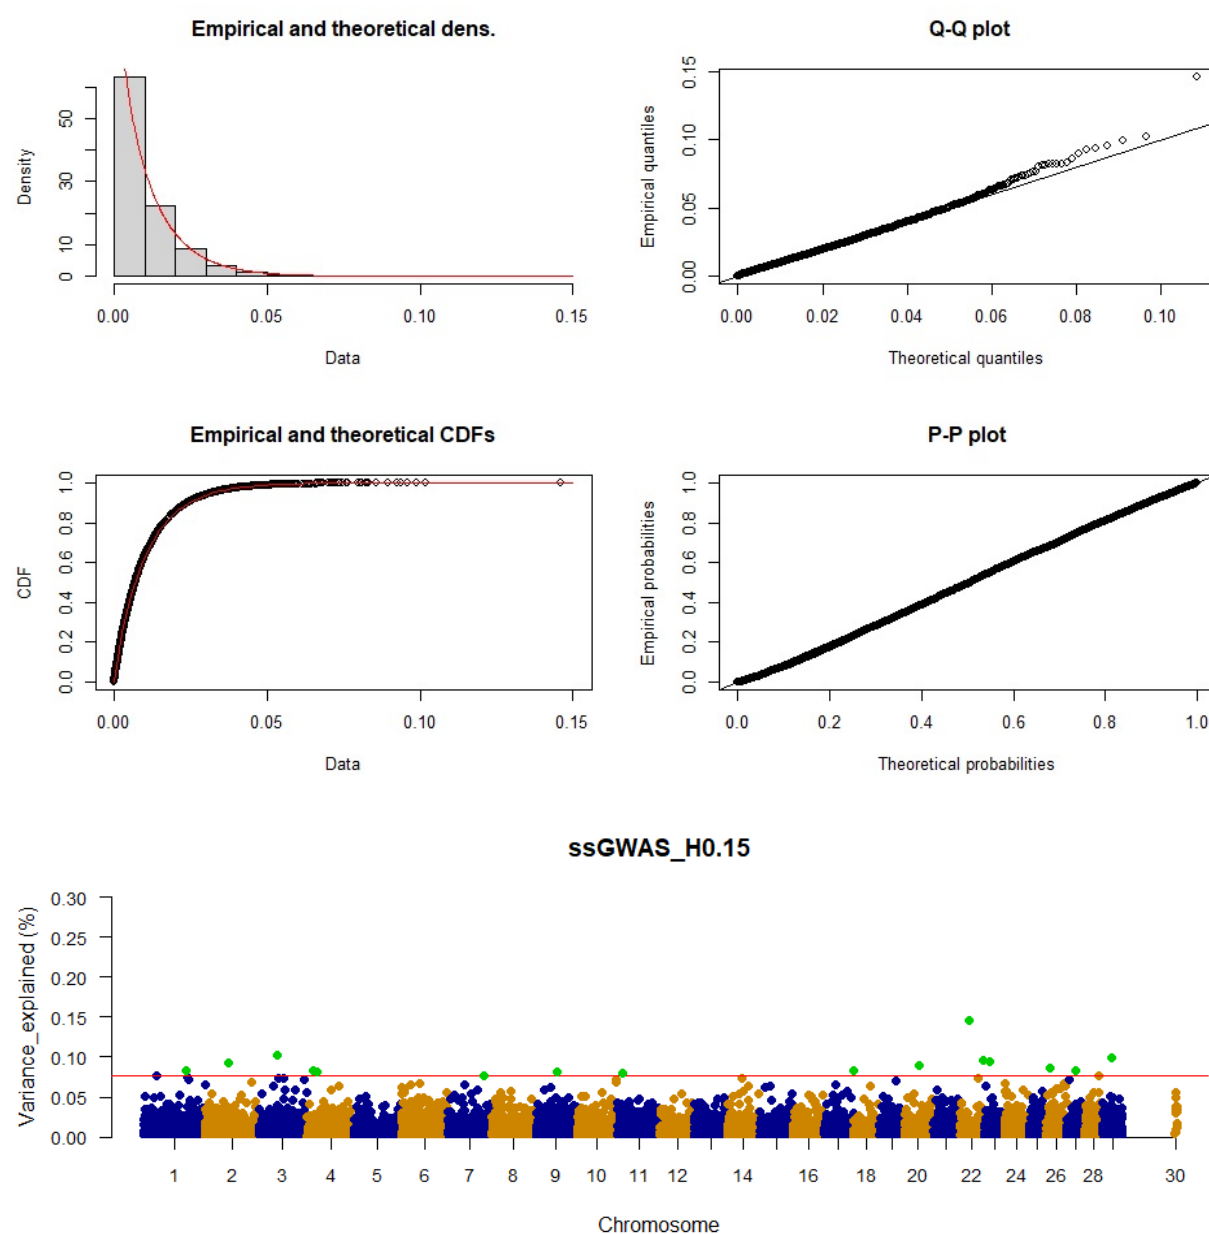 Empirical and theoretical dens.
Density
0 10 30 50
0.00 0.05 0.10 0.15
Data
Q-Q plot
Empirical quantiles
0.00 0.05 0.10 0.15
0.00 0.02 0.04 0.06 0.08 0.10
Theoretical quantiles
Empirical and theoretical CDFs
CDF
0.0 0.2 0.4 0.6 0.8 1.0
0.00 0.05 0.10 0.15
Data
P-P plot
Empirical probabilities
0.0 0.2 0.4 0.6 0.8 1.0
0.0 0.2 0.4 0.6 0.8 1.0
Theoretical probabilities
ssGWAS_H0.15
Variance_explained (%)
0.30
0.25
0.20
0.15
0.10
0.05
0.00
1 2 3 4 5 6 7 8 9 10 11 12 14 16 18 20 22 24 26 28 30
Chromosome